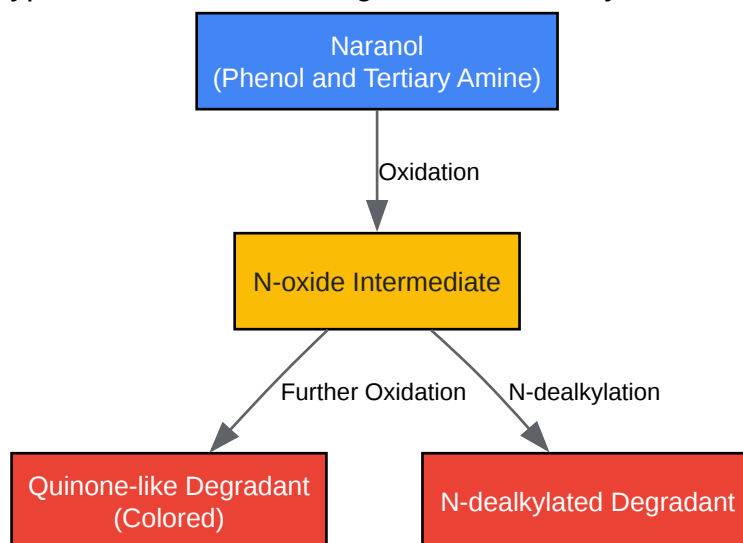 Naranol
(Phenol and Tertiary Amine)
Oxidation
N-oxide Intermediate
Further Oxidation
N-dealkylation
Quinone-like Degradant
(Colored)
N-dealkylated Degradant